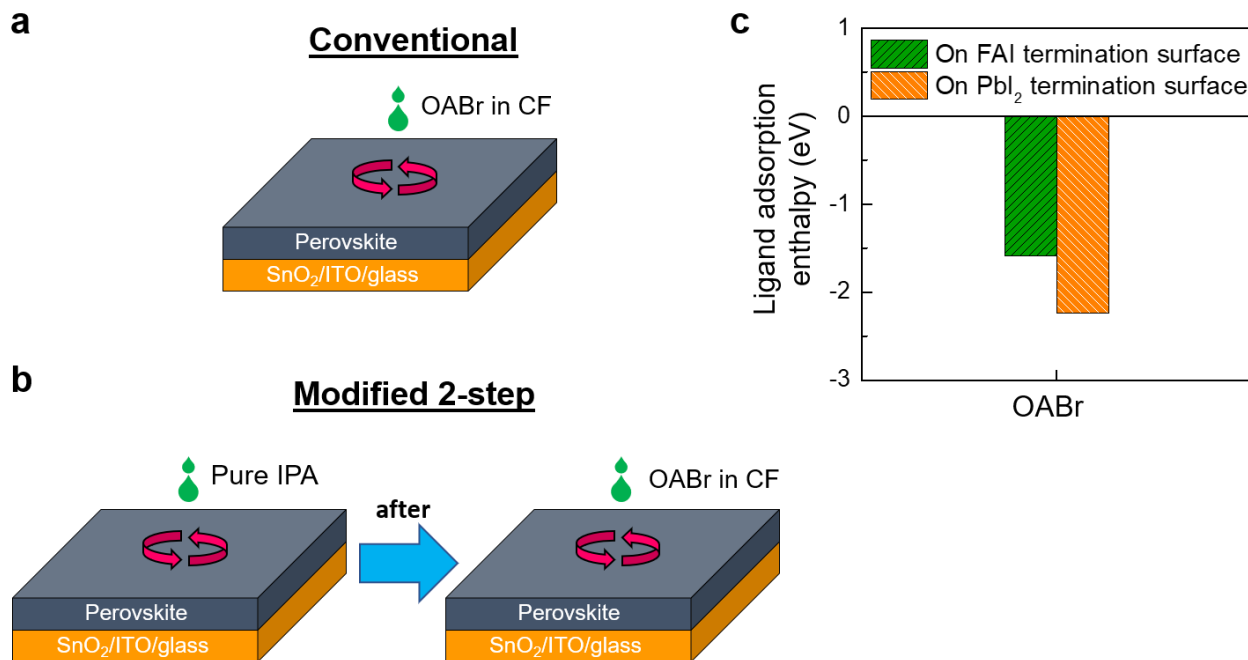 a
Conventional
OABr in CF
Perovskite
SnO₂/ITO/glass
b
Modified 2-step
Pure IPA
after
OABr in CF
Perovskite
SnO₂/ITO/glass
Perovskite
SnO₂/ITO/glass
c
On FAI termination surface
On PbI₂ termination surface
Ligand adsorption
enthalpy (eV)
1
0
-1
-2
-3
OABr